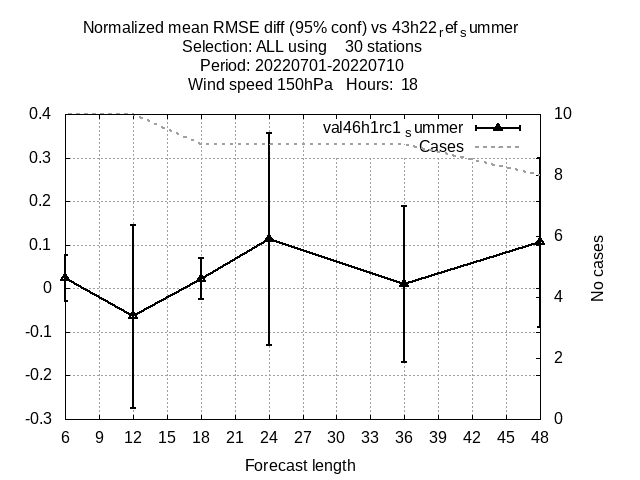 Normalized mean RMSE diff (95% conf) vs 43h22refsummer
Selection: ALL using 30 stations
Period: 20220701-20220710
Wind speed 150hPa Hours: 18
val46h1rc1summer
Cases
0.4
0.3
0.2
0.1
0
-0.1
-0.2
-0.3
10
8
6
4
2
0
No cases
6 9 12 15 18 21 24 27 30 33 36 39 42 45 48
Forecast length